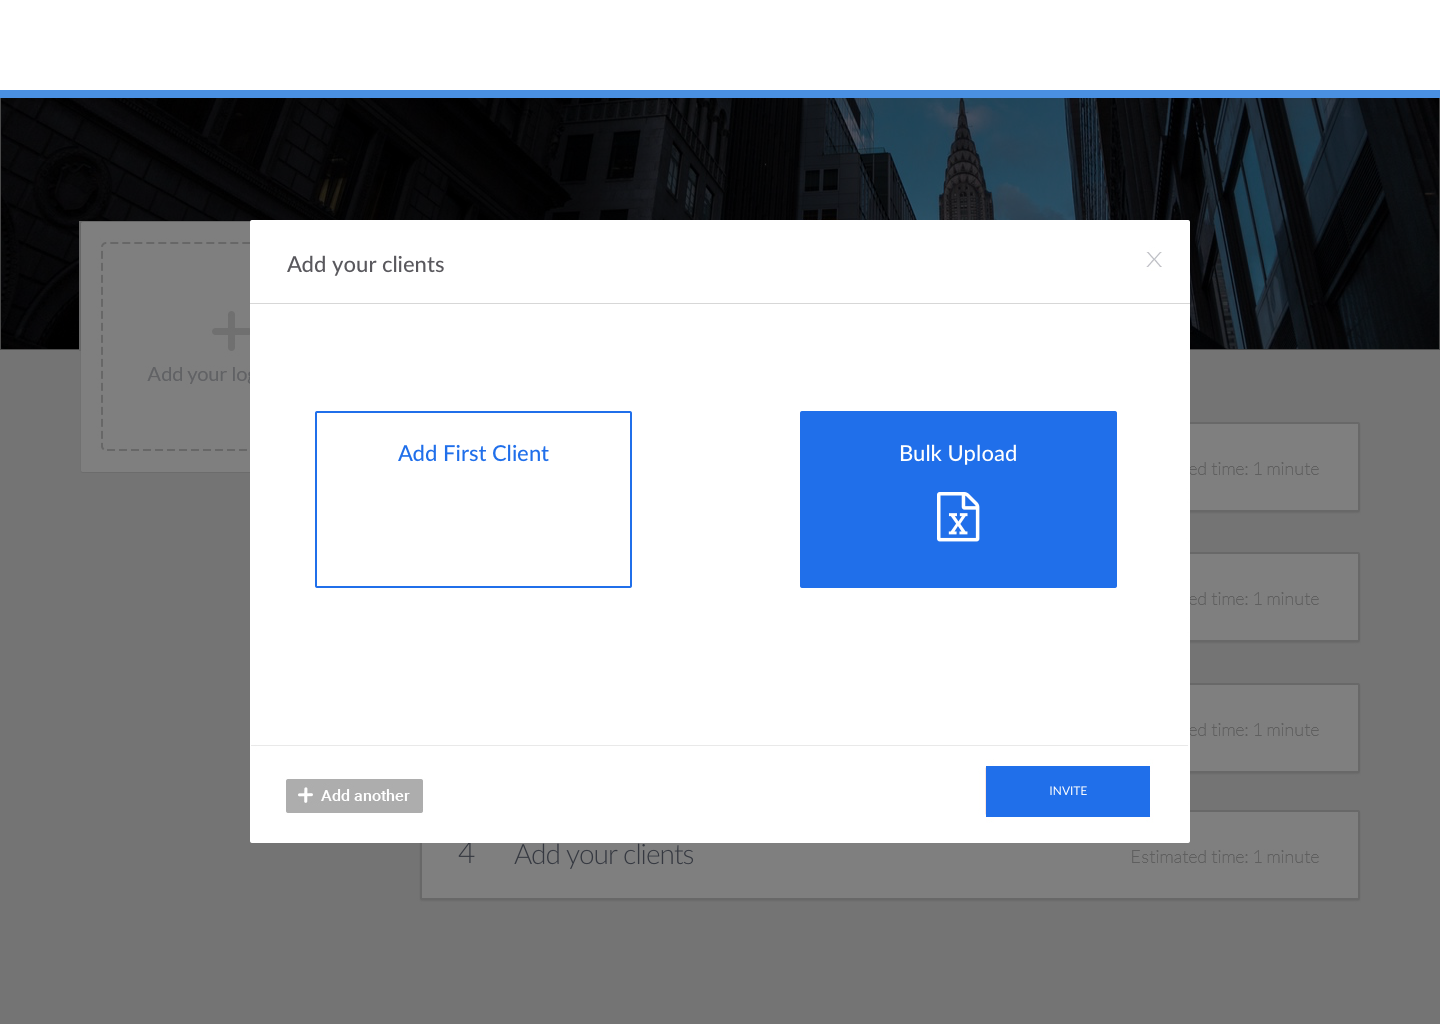 Add your clients
Add your log
Add First Client
Bulk Upload
X
ed time: 1 minute
ed time: 1 minute
ed time: 1 minute
Add another
INVITE
4 Add your clients Estimated time: 1 minute